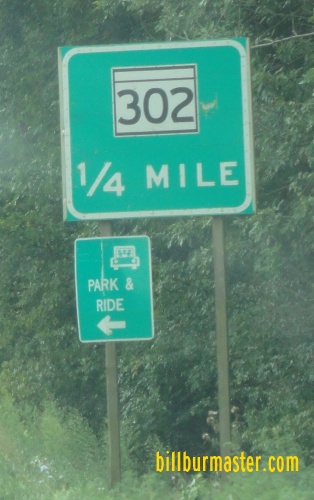 302
1/4 MILE
PARK &
RIDE
billburmaster.com